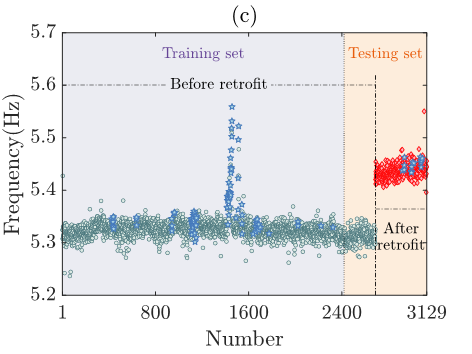 (c)
5.7
5.6
5.5
5.4
5.3
5.2
Frequency(Hz)
Training set
Testing set
Before retrofit
After
retrofit
1
800
1600
2400
3129
Number